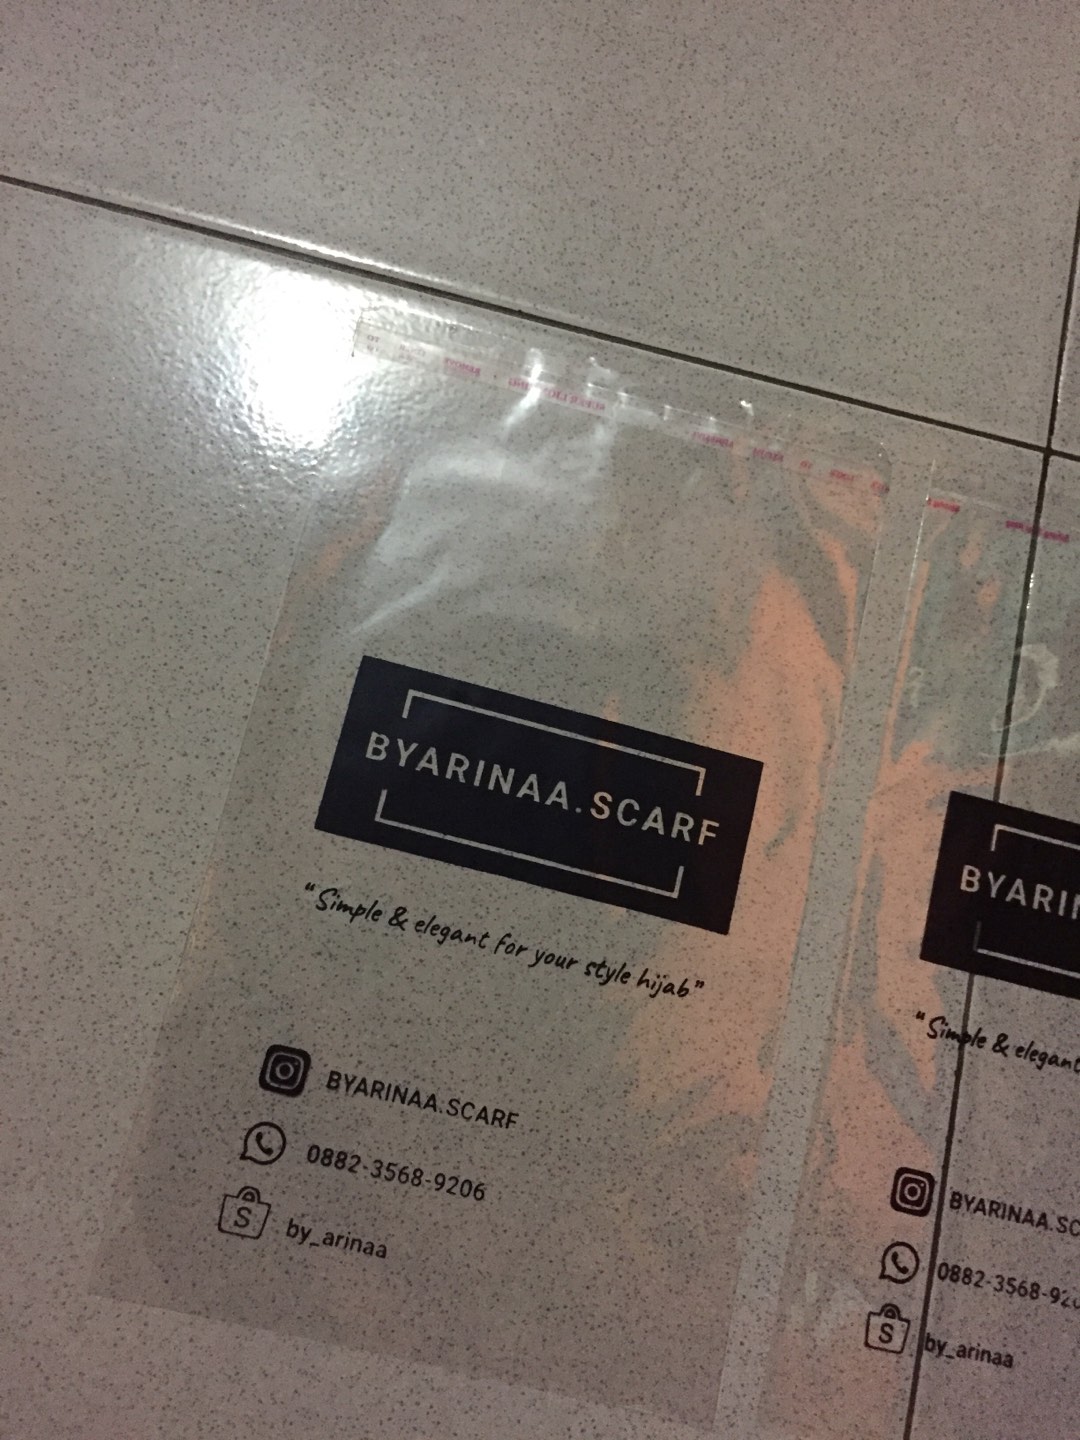 BYARINAA.SCARF
“Simple & elegant for your style hijab”
BYARINAA.SCARF
0882-3568-9206
S
by_arinaa
BYARIN
“Simple & elegant
BYARINAA.SC
0882-3568-92
S
by_arinaa